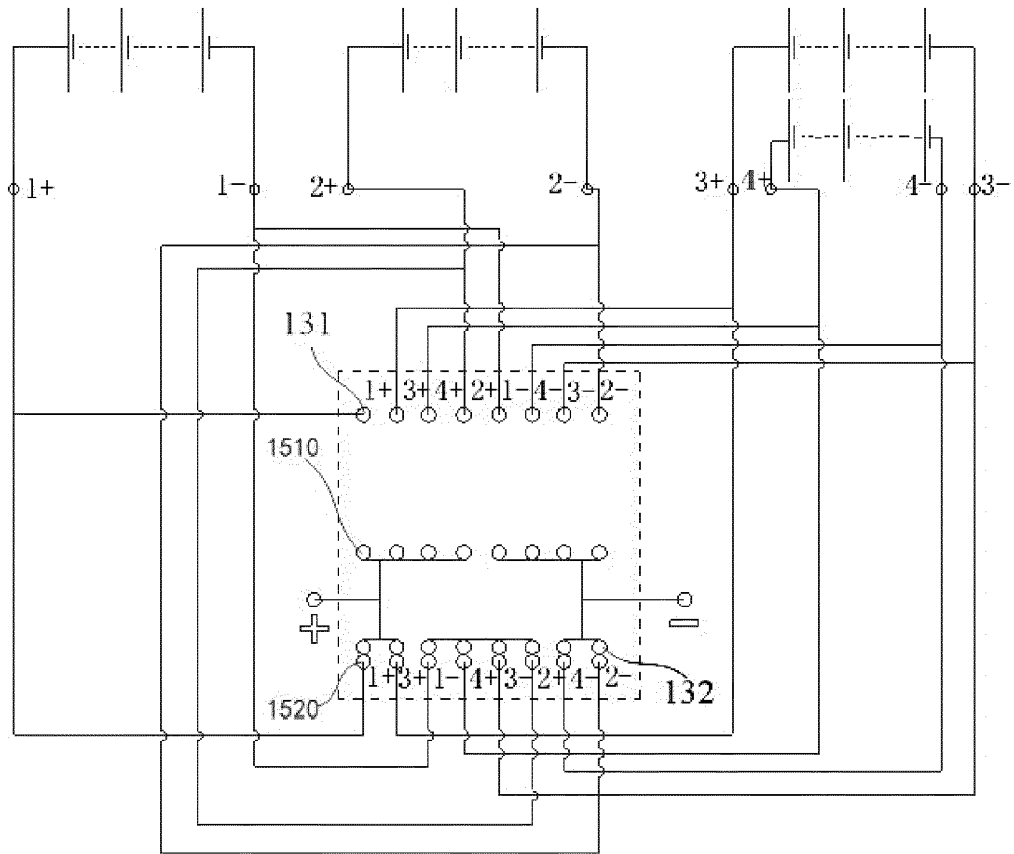 1+ 1- 2+ 2- 3+ 4+ 4- 3-
131
1+ 3+ 4+ 2+ 1- 4- 3- 2-
1510
+ -
1+ 3+ 1- 4+ 3- 2+ 4- 2-
132
1520